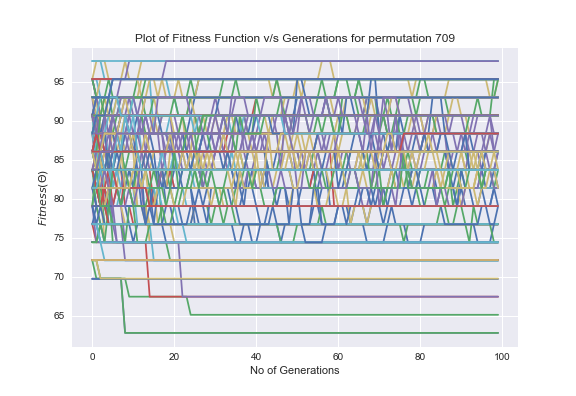 Plot of Fitness Function v/s Generations for permutation 709
Fitness(Θ)
95
90
85
80
75
70
65
0 20 40 60 80 100
No of Generations